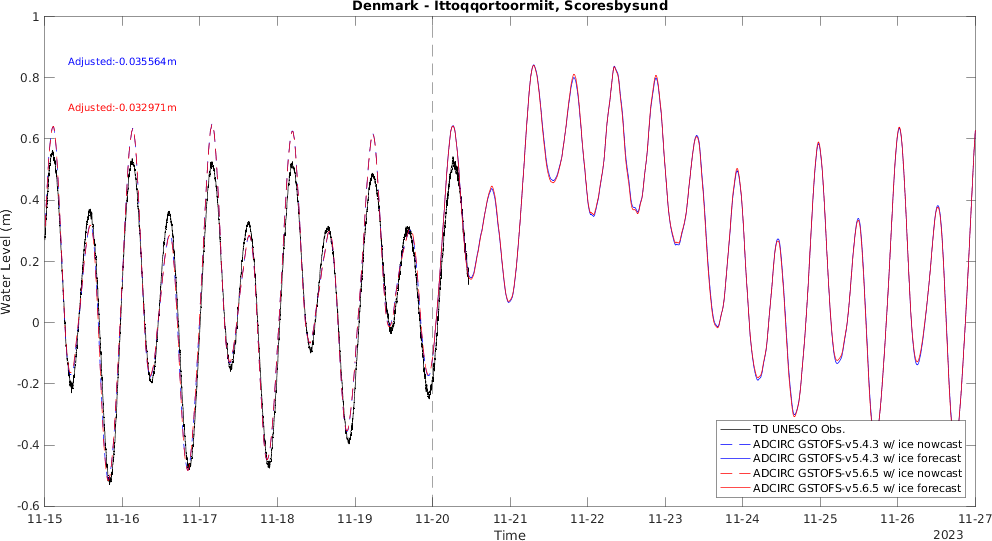 Denmark - Ittoqqortoormiit, Scoresbysund
Adjusted:-0.035564m
Adjusted:-0.032971m
Water Level (m)
1
0.8
0.6
0.4
0.2
0
-0.2
-0.4
-0.6
TD UNESCO Obs.
ADCIRC GSTOFS-v5.4.3 w/ ice nowcast
ADCIRC GSTOFS-v5.4.3 w/ ice forecast
ADCIRC GSTOFS-v5.6.5 w/ ice nowcast
ADCIRC GSTOFS-v5.6.5 w/ ice forecast
11-15 11-16 11-17 11-18 11-19 11-20 11-21 11-22 11-23 11-24 11-25 11-26 11-27
Time
2023